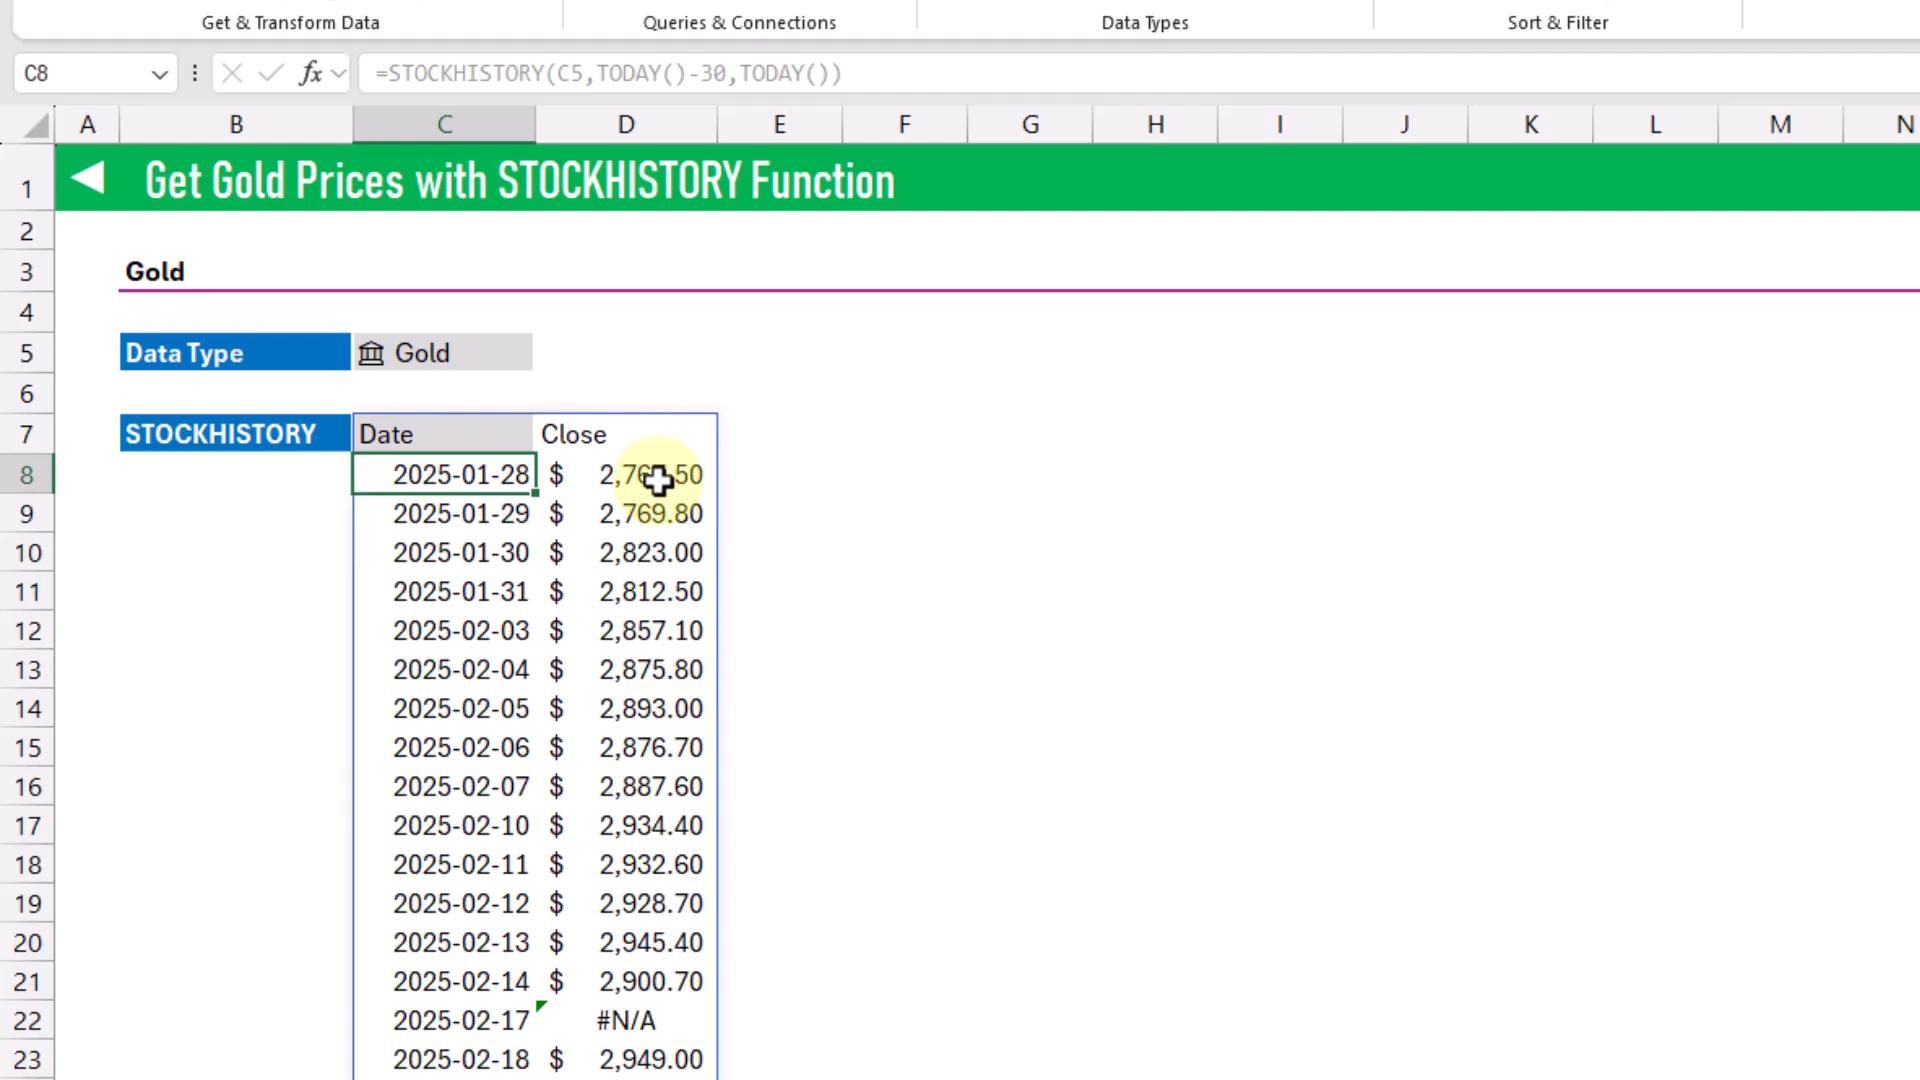 Get & Transform Data Queries & Connections Data Types Sort & Filter
C8 fx =STOCKHISTORY(C5,TODAY()-30,TODAY())
A B C D E F G H I J K L M N
1 Get Gold Prices with STOCKHISTORY Function
2
3 Gold
4
5 Data Type Gold
6
7 STOCKHISTORY Date Close
8 2025-01-28 $
9 2025-01-29 $ 2,769.80
10 2025-01-30 $ 2,823.00
11 2025-01-31 $ 2,812.50
12 2025-02-03 $ 2,857.10
13 2025-02-04 $ 2,875.80
14 2025-02-05 $ 2,893.00
15 2025-02-06 $ 2,876.70
16 2025-02-07 $ 2,887.60
17 2025-02-10 $ 2,934.40
18 2025-02-11 $ 2,932.60
19 2025-02-12 $ 2,928.70
20 2025-02-13 $ 2,945.40
21 2025-02-14 $ 2,900.70
22 2025-02-17 #N/A
23 2025-02-18 $ 2,949.00